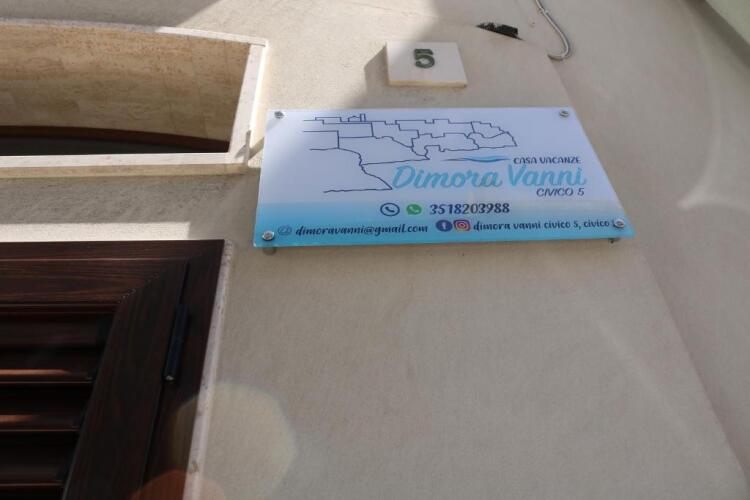 5
CASA VACANZE
Dimora Vanni
CIVICO 5
3518203988
dimoravanni@gmail.com dimora vanni civico 5, civico